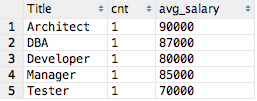 Title cnt avg_salary
1 Architect 1 90000
2 DBA 1 87000
3 Developer 1 80000
4 Manager 1 85000
5 Tester 1 70000